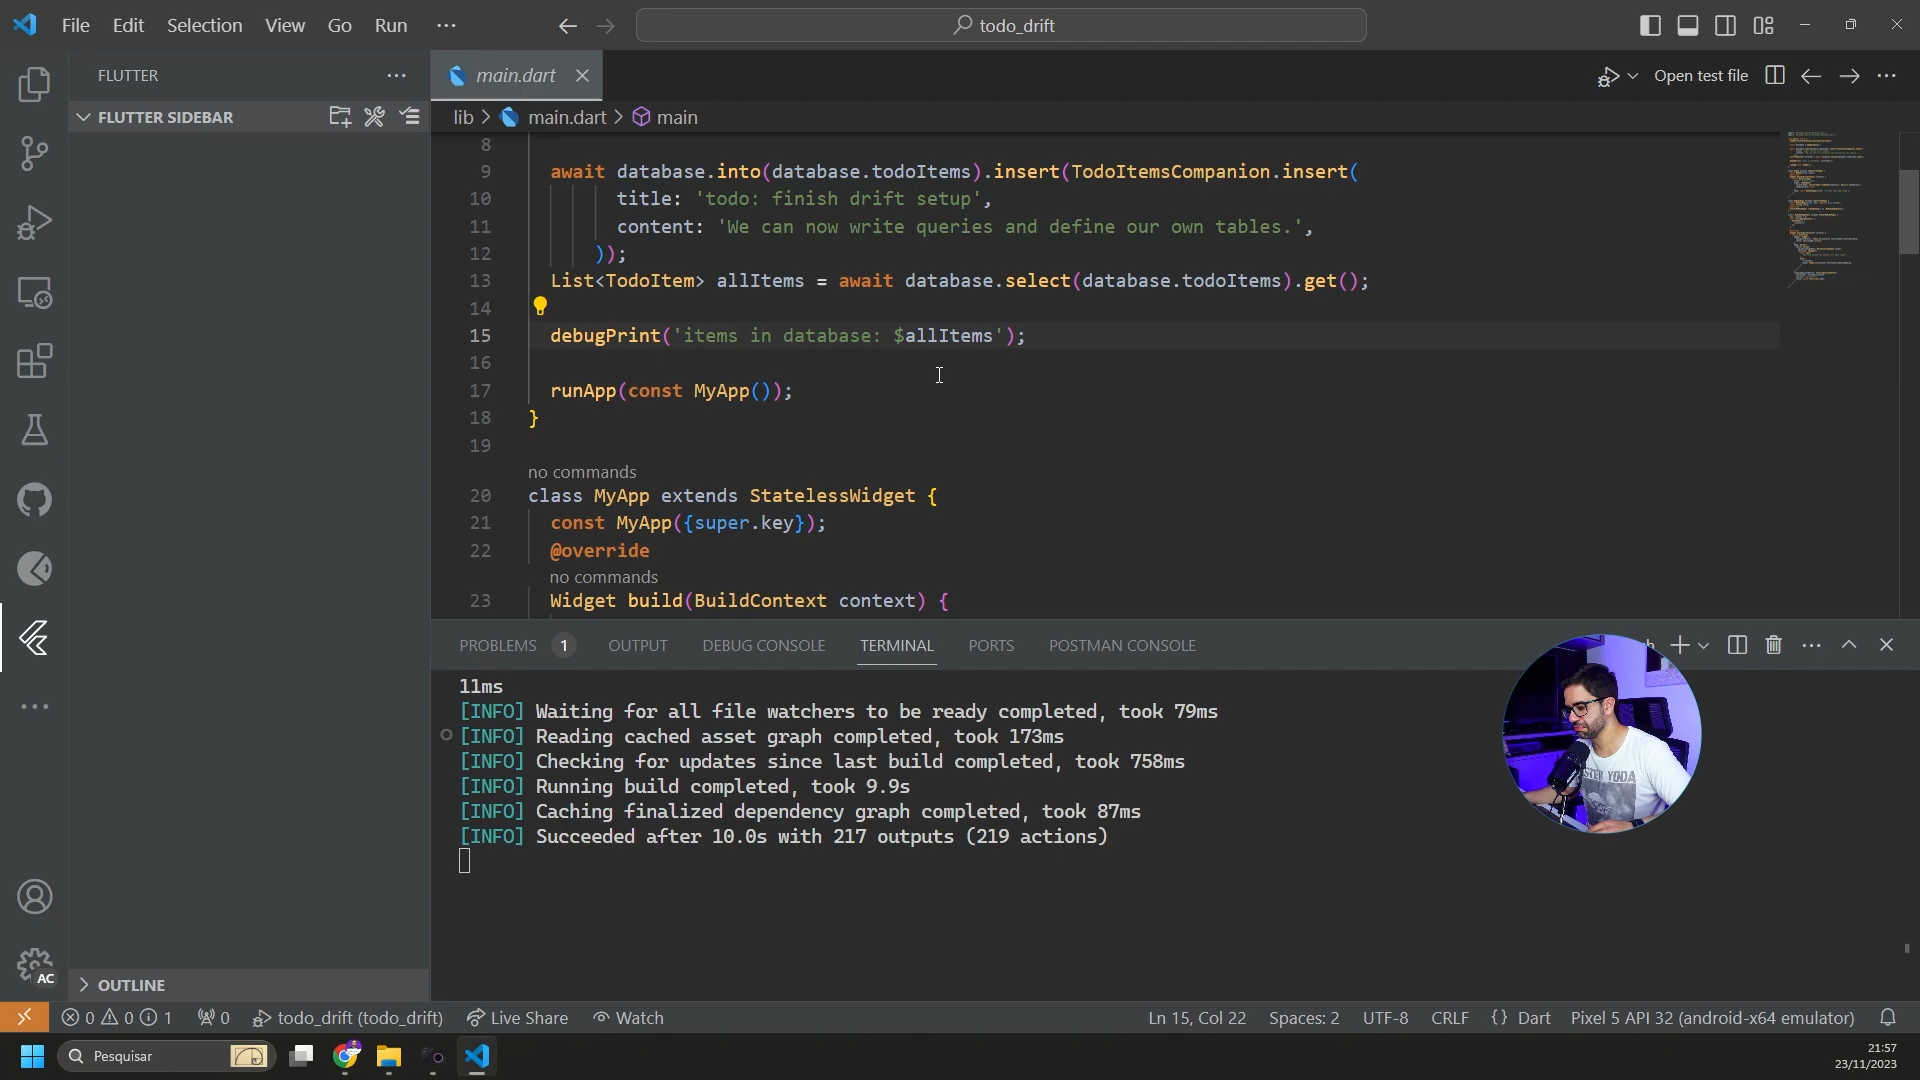 File Edit Selection View Go Run ···
todo_drift
FLUTTER
main.dart
Open test file
FLUTTER SIDEBAR
lib > main.dart > main
8
9 await database.into(database.todoItems).insert(TodoItemsCompanion.insert(
10 title: 'todo: finish drift setup',
11 content: 'We can now write queries and define our own tables.',
12 ));
13 List<TodoItem> allItems = await database.select(database.todoItems).get();
14
15 debugPrint('items in database: $allItems');
16
17 runApp(const MyApp());
18 }
19
no commands
20 class MyApp extends StatelessWidget {
21 const MyApp({super.key});
22 @override
no commands
23 Widget build(BuildContext context) {
PROBLEMS 1 OUTPUT DEBUG CONSOLE TERMINAL PORTS POSTMAN CONSOLE
11ms
[INFO] Waiting for all file watchers to be ready completed, took 79ms
[INFO] Reading cached asset graph completed, took 173ms
[INFO] Checking for updates since last build completed, took 758ms
[INFO] Running build completed, took 9.9s
[INFO] Caching finalized dependency graph completed, took 87ms
[INFO] Succeeded after 10.0s with 217 outputs (219 actions)
YODA
AC
OUTLINE
0 0 1 0 todo_drift (todo_drift) Live Share Watch
Ln 15, Col 22 Spaces: 2 UTF-8 CRLF {} Dart Pixel 5 API 32 (android-x64 emulator)
Pesquisar
21:57
23/11/2023